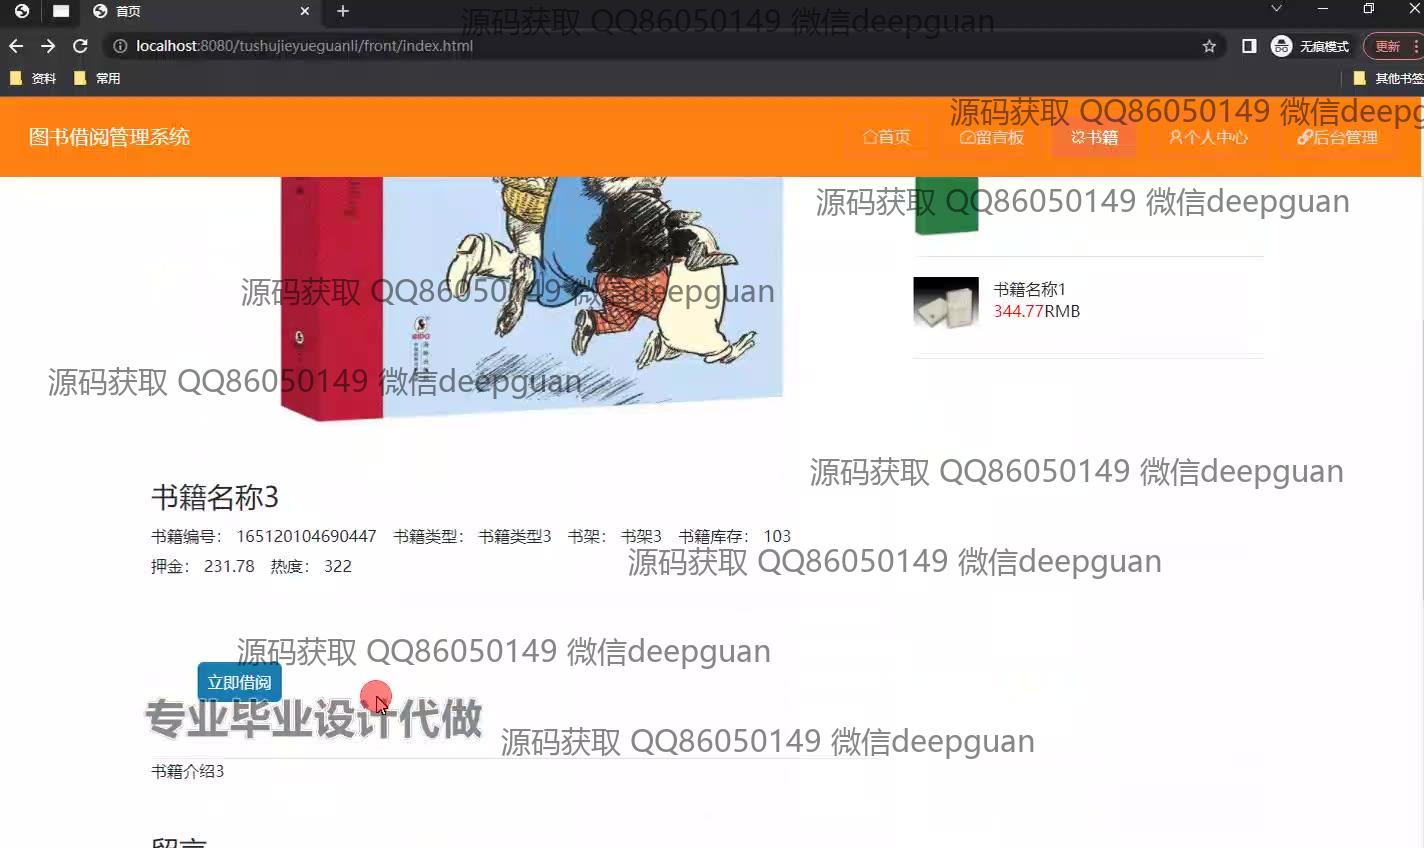 首页
源码获取 QQ86050149 微信deepguan
localhost:8080/tushujieyueguanli/front/index.html
无痕模式
更新
资料
常用
其他书签
源码获取 QQ86050149 微信deepg
图书借阅管理系统
首页
留言板
书籍
个人中心
后台管理
源码获取 QQ86050149 微信deepguan
源码获取 QQ86050149 微信deepguan
书籍名称1
344.77RMB
源码获取 QQ86050149 微信deepguan
源码获取 QQ86050149 微信deepguan
书籍名称3
书籍编号： 165120104690447 书籍类型： 书籍类型3 书架： 书架3 书籍库存： 103
押金： 231.78 热度： 322
源码获取 QQ86050149 微信deepguan
源码获取 QQ86050149 微信deepguan
立即借阅
专业毕业设计代做
源码获取 QQ86050149 微信deepguan
书籍介绍3
留言